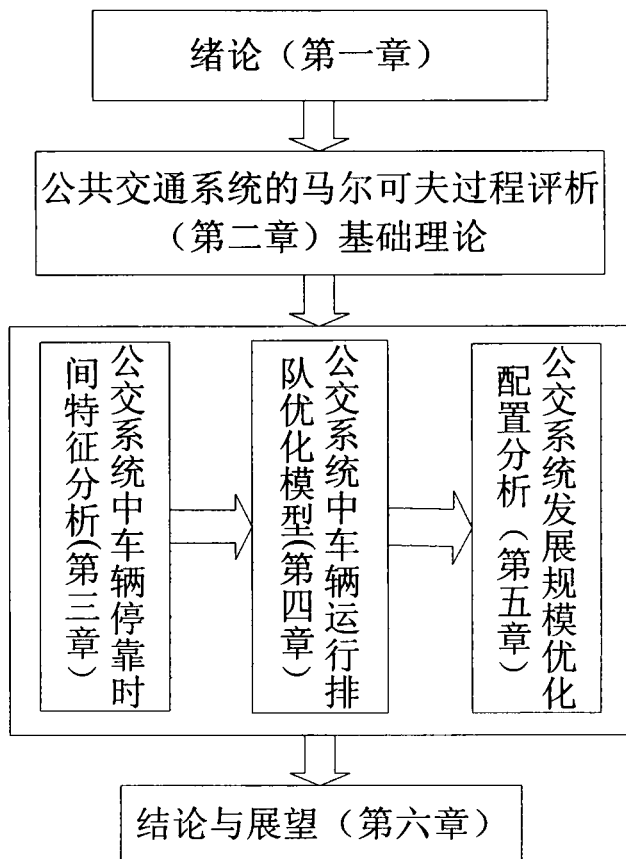 绪论（第一章）
公共交通系统的马尔可夫过程评析
（第二章）基础理论
公交系统中车辆停靠时
间特征分析(第三章)
公交系统中车辆运行排
队优化模型(第四章)
公交系统发展规模优化
配置分析（第五章）
结论与展望（第六章）